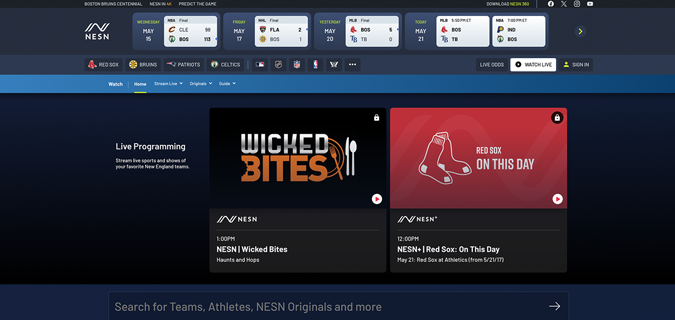 BOSTON BRUINS CENTENNIAL NESN IN 4K PREDICT THE GAME DOWNLOAD NESN 360
NESN
WEDNESDAY
MAY
15
NBA Final
CLE 98
BOS 113
FRIDAY
MAY
17
NHL Final
FLA 2
BOS 1
YESTERDAY
MAY
20
MLB Final
BOS 5
TB 0
TODAY
MAY
21
MLB 5:50 PM ET
BOS
TB
NBA 7:00 PM ET
IND
BOS
RED SOX BRUINS PATRIOTS CELTICS LIVE ODDS WATCH LIVE SIGN IN
Watch Home Stream Live Originals Guide
Live Programming
Stream live sports and shows of
your favorite New England teams.
WICKED
BITES
NESN
1:00PM
NESN | Wicked Bites
Haunts and Hops
RED SOX
ON THIS DAY
NESN+
12:00PM
NESN+ | Red Sox: On This Day
May 21: Red Sox at Athletics (from 5/21/17)
Search for Teams, Athletes, NESN Originals and more